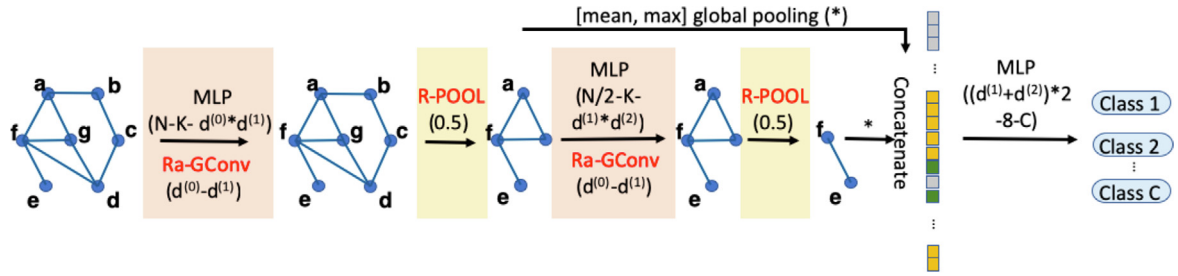 [mean, max] global pooling (*)
a
b
f
g
c
e
d
MLP
(N-K- d(0)*d(1))
Ra-GConv
(d(0)-d(1))
a
b
f
g
c
e
d
R-POOL
(0.5)
a
f
e
MLP
(N/2-K-
d(1)*d(2))
Ra-GConv
(d(0)-d(1))
a
f
e
R-POOL
(0.5)
f
e
*
Concatenate
...
...
MLP
((d(1)+d(2))*2
-8-C)
Class 1
Class 2
...
Class C